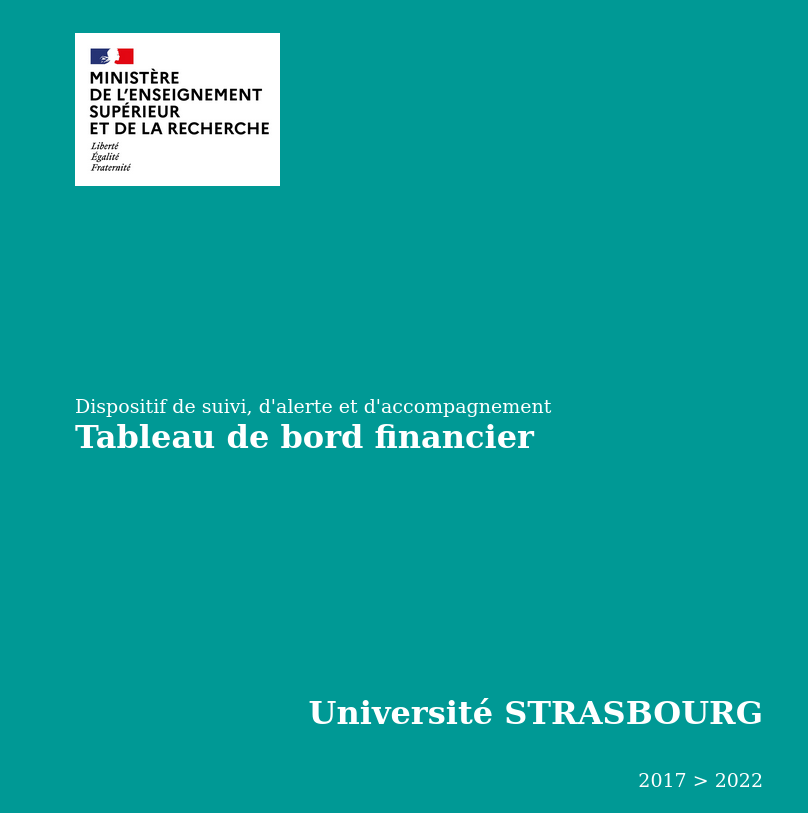 MINISTÈRE
DE L'ENSEIGNEMENT
SUPÉRIEUR
ET DE LA RECHERCHE
Liberté
Égalité
Fraternité
Dispositif de suivi, d'alerte et d'accompagnement
Tableau de bord financier
Université STRASBOURG
2017 > 2022